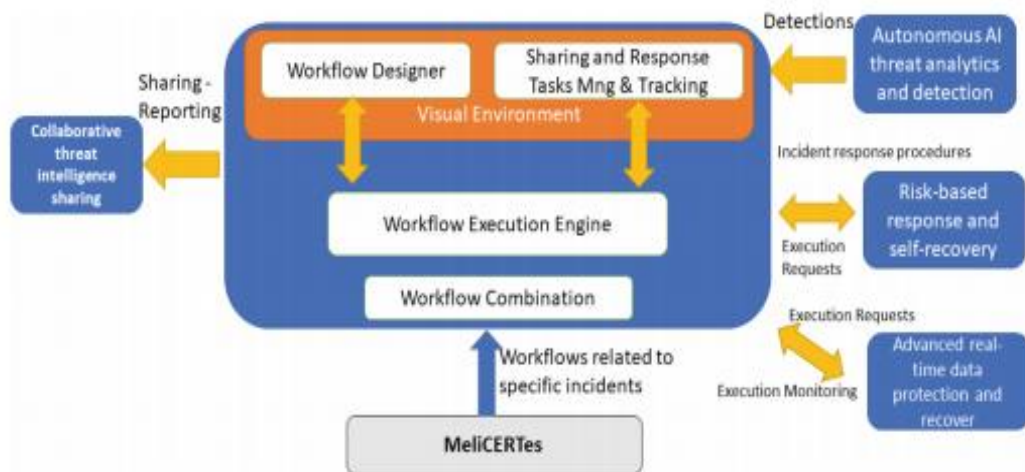 Detections
Autonomous AI
threat analytics
and detection
Workflow Designer
Sharing and Response
Tasks Mng & Tracking
Visual Environment
Sharing -
Reporting
Collaborative
threat
intelligence
sharing
Incident response procedures
Risk-based
response and
self-recovery
Execution
Requests
Workflow Execution Engine
Workflow Combination
Execution Requests
Advanced real-
time data
protection and
recover
Execution Monitoring
Workflows related to
specific incidents
MeliCERTes